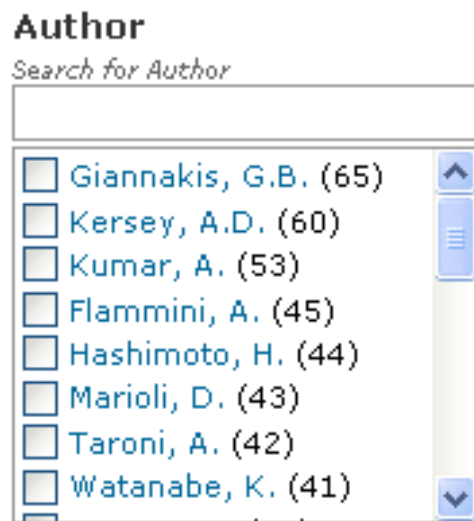 Author
Search for Author
Giannakis, G.B. (65)
Kersey, A.D. (60)
Kumar, A. (53)
Flammini, A. (45)
Hashimoto, H. (44)
Marioli, D. (43)
Taroni, A. (42)
Watanabe, K. (41)